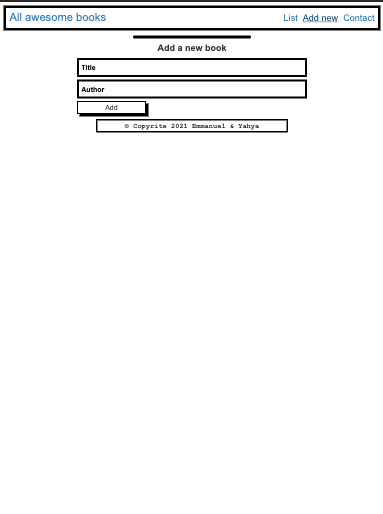 All awesome books
List Add new Contact
Add a new book
Title
Author
Add
© Copyrite 2021 Emmanuel & Yahya